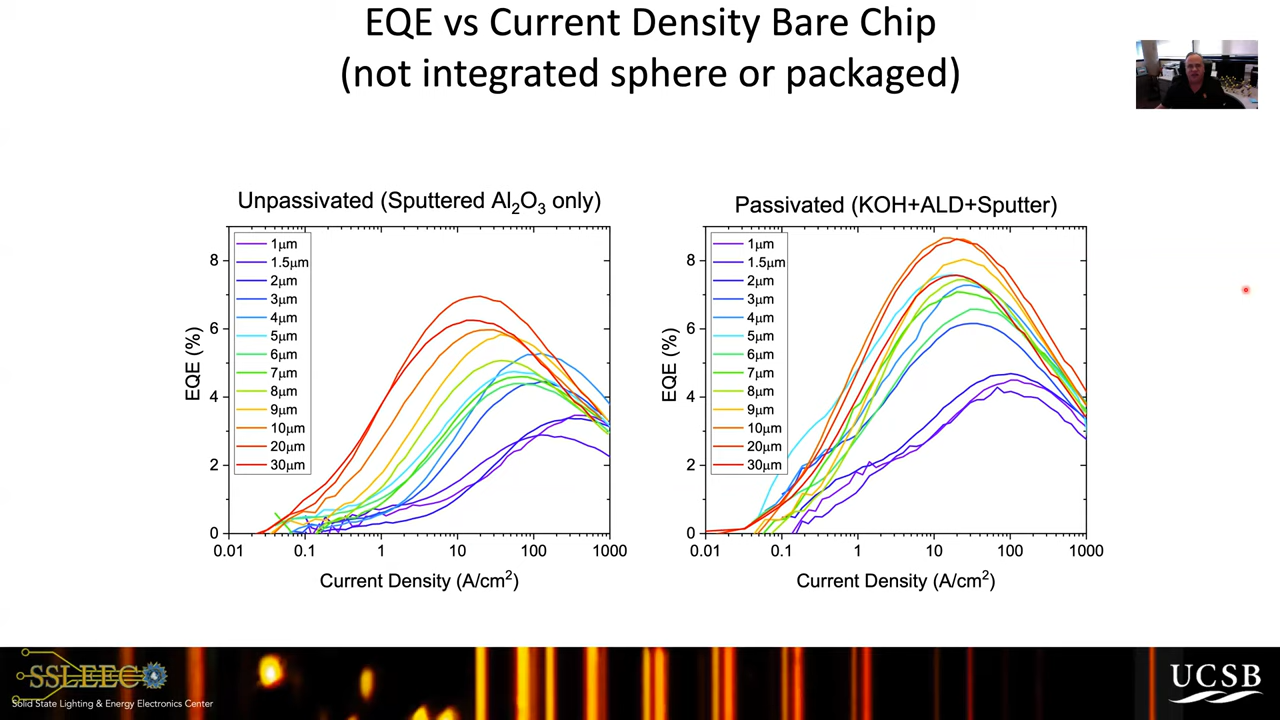 EQE vs Current Density Bare Chip
(not integrated sphere or packaged)
Unpassivated (Sputtered Al₂O₃ only)
EQE (%)
8
6
4
2
0
1μm
1.5μm
2μm
3μm
4μm
5μm
6μm
7μm
8μm
9μm
10μm
20μm
30μm
0.01
0.1
1
10
100
1000
Current Density (A/cm²)
Passivated (KOH+ALD+Sputter)
EQE (%)
8
6
4
2
0
1μm
1.5μm
2μm
3μm
4μm
5μm
6μm
7μm
8μm
9μm
10μm
20μm
30μm
0.01
0.1
1
10
100
1000
Current Density (A/cm²)
SSLEEC
Solid State Lighting & Energy Electronics Center
UCSB